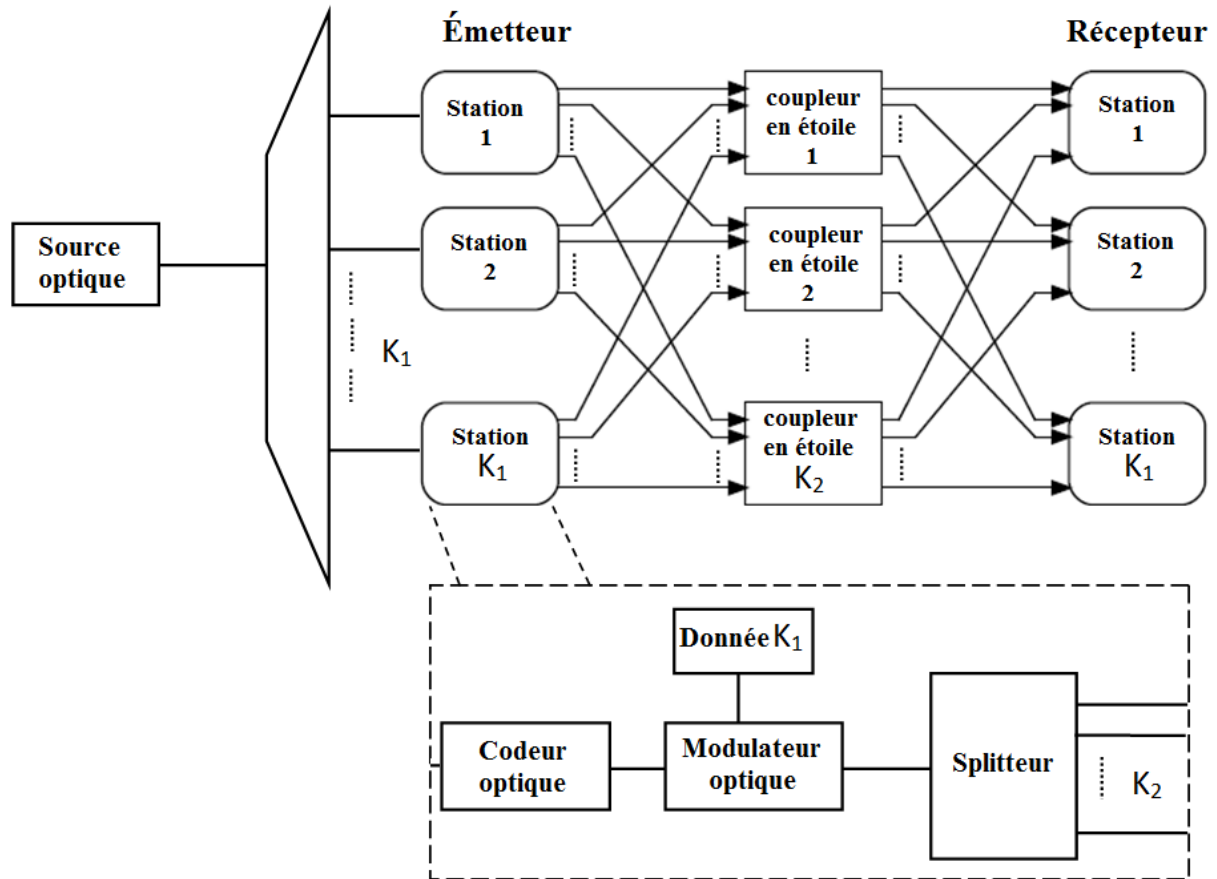 Émetteur
Récepteur
Station
1
coupleur
en étoile
1
Station
1
Source
optique
Station
2
coupleur
en étoile
2
Station
2
K₁
Station
K₁
coupleur
en étoile
K₂
Station
K₁
Donnée K₁
Codeur
optique
Modulateur
optique
Splitteur
K₂